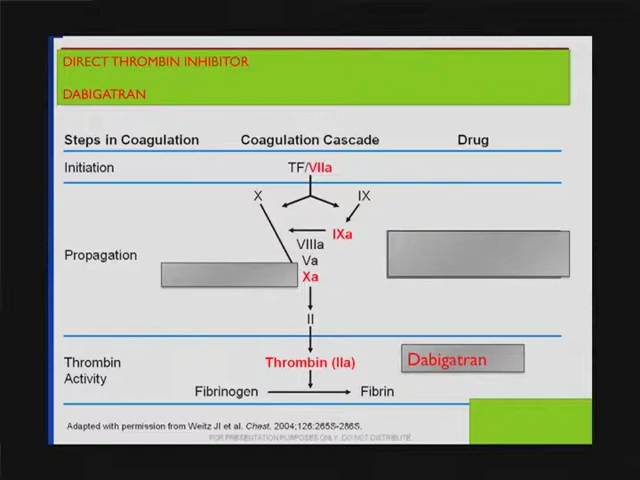 DIRECT THROMBIN INHIBITOR
DABIGATRAN
Steps in Coagulation Coagulation Cascade Drug
Initiation TF/VIIa
X IX
IXa
VIIIa
Propagation Va
Xa
II
Thrombin Activity Thrombin (IIa) Dabigatran
Fibrinogen Fibrin
Adapted with permission from Weitz JI et al. Chest. 2004;126:265S-286S.
FOR PRESENTATION PURPOSES ONLY. DO NOT DISTRIBUTE